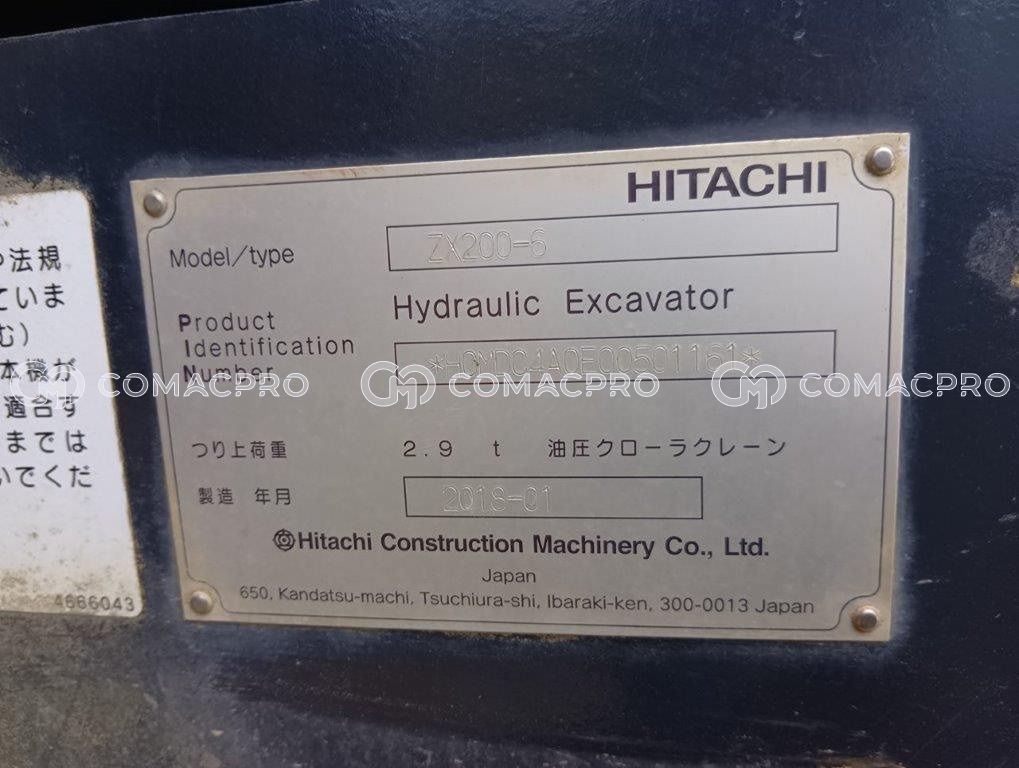 HITACHI
Model/type ZX200-6
Hydraulic Excavator
Product
Identification
Number
つり上荷重 2.9 t 油圧クローラクレーン
製造 年月 2018-01
Hitachi Construction Machinery Co., Ltd.
Japan
650, Kandatsu-machi, Tsuchiura-shi, Ibaraki-ken, 300-0013 Japan
法規
ていま
む)
本機が
適合す
までは
いでくだ
4686043
COMACPRO COMACPRO COMACPRO